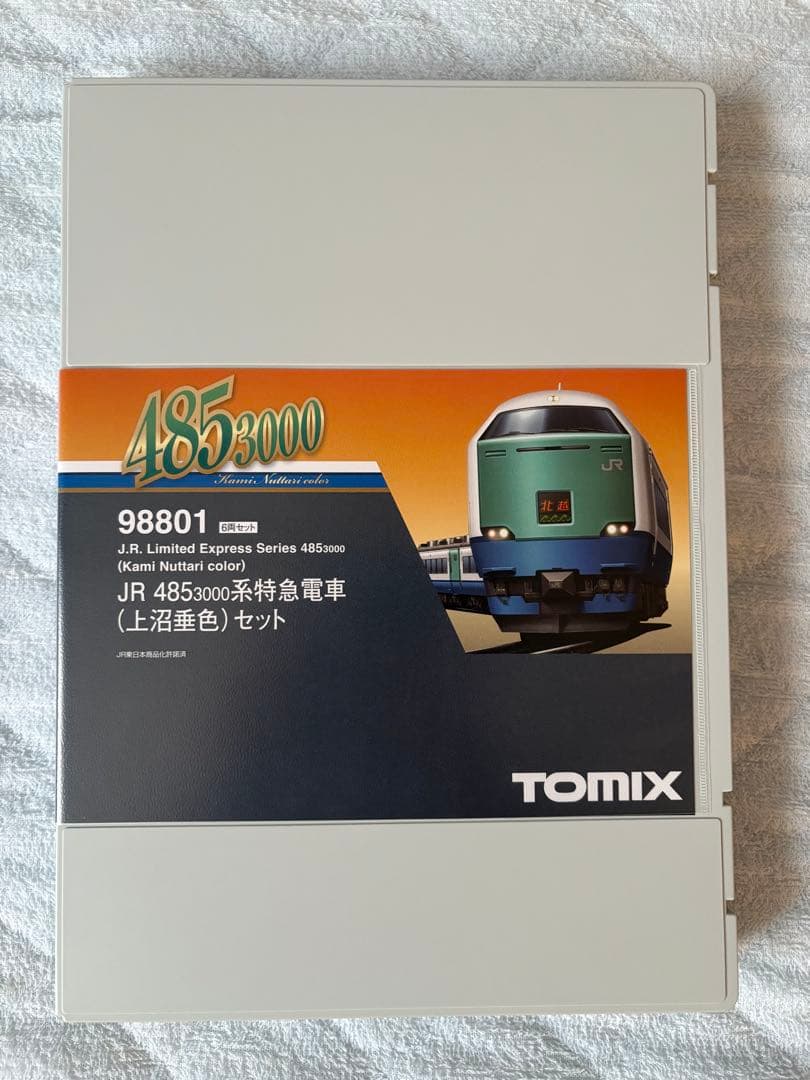 4853000
Kami Nuttari color
98801 6両セット
J.R. Limited Express Series 4853000
(Kami Nuttari color)
JR 4853000系特急電車
(上沼垂色)セット
JR東日本商品化許諾済
JR
北越
TOMIX